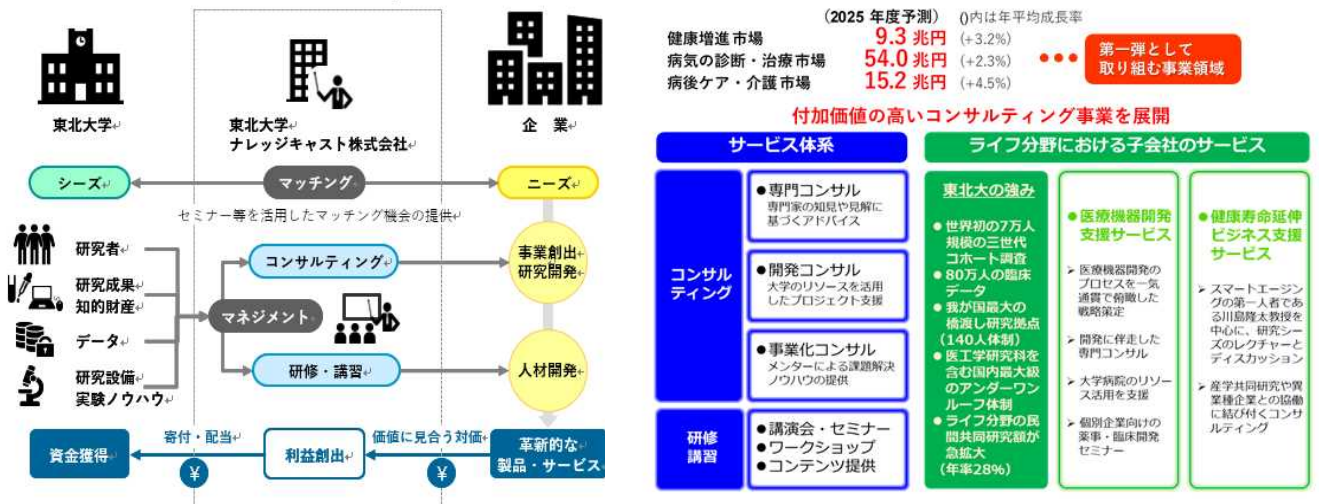 東北大学
東北大学
ナレッジキャスト株式会社
企 業
シーズ
マッチング
ニーズ
セミナー等を活用したマッチング機会の提供
研究者
研究成果
知的財産
データ
研究設備
実験ノウハウ
マネジメント
コンサルティング
研修・講習
事業創出
研究開発
人材開発
資金獲得
寄付・配当
¥
利益創出
価値に見合う対価
¥
革新的な
製品・サービス
(2025 年度予測) ()内は年平均成長率
健康増進市場 9.3 兆円 (+3.2%)
病気の診断・治療市場 54.0 兆円 (+2.3%)
病後ケア・介護市場 15.2 兆円 (+4.5%)
第一弾として
取り組む事業領域
付加価値の高いコンサルティング事業を展開
サービス体系
コンサル
ティング
●専門コンサル
専門家の知見や見解に
基づくアドバイス
●開発コンサル
大学のリソースを活用
したプロジェクト支援
●事業化コンサル
メンターによる課題解決
ノウハウの提供
研修
講習
●講演会・セミナー
●ワークショップ
●コンテンツ提供
ライフ分野における子会社のサービス
東北大の強み
●世界初の7万人
規模の三世代
コホート調査
●80万人の臨床
データ
●我が国最大の
橋渡し研究拠点
(140人体制)
●医工学研究科を
含む国内最大級
のアンダーワン
ルーフ体制
●ライフ分野の民
間共同研究額が
急拡大
(年率28%)
●医療機器開発
支援サービス
➢ 医療機器開発の
プロセスを一気
通貫で俯瞰した
戦略策定
➢ 開発に伴走した
専門コンサル
➢ 大学病院のリソー
ス活用を支援
➢ 個別企業向けの
薬事・臨床開発
セミナー
●健康寿命延伸
ビジネス支援
サービス
➢ スマートエージン
グの第一人者であ
る川島隆太教授を
中心に、研究シー
ズのレクチャーと
ディスカッション
➢ 産学共同研究や異
業種企業との協働
に結び付くコンサ
ルティング